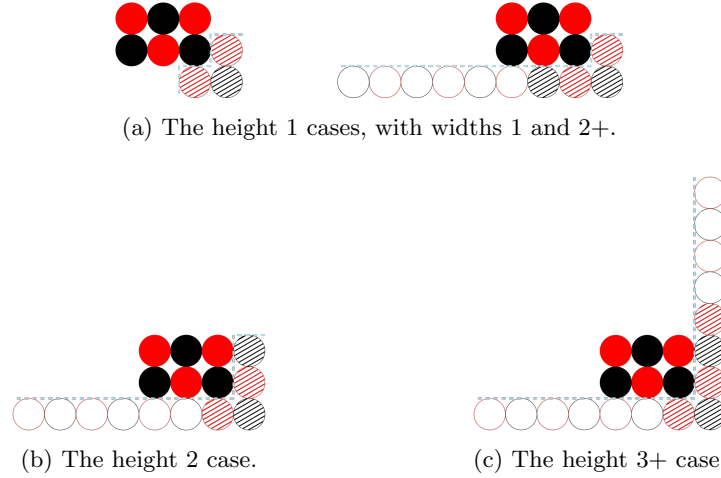 (a) The height 1 cases, with widths 1 and 2+.
(b) The height 2 case.
(c) The height 3+ case